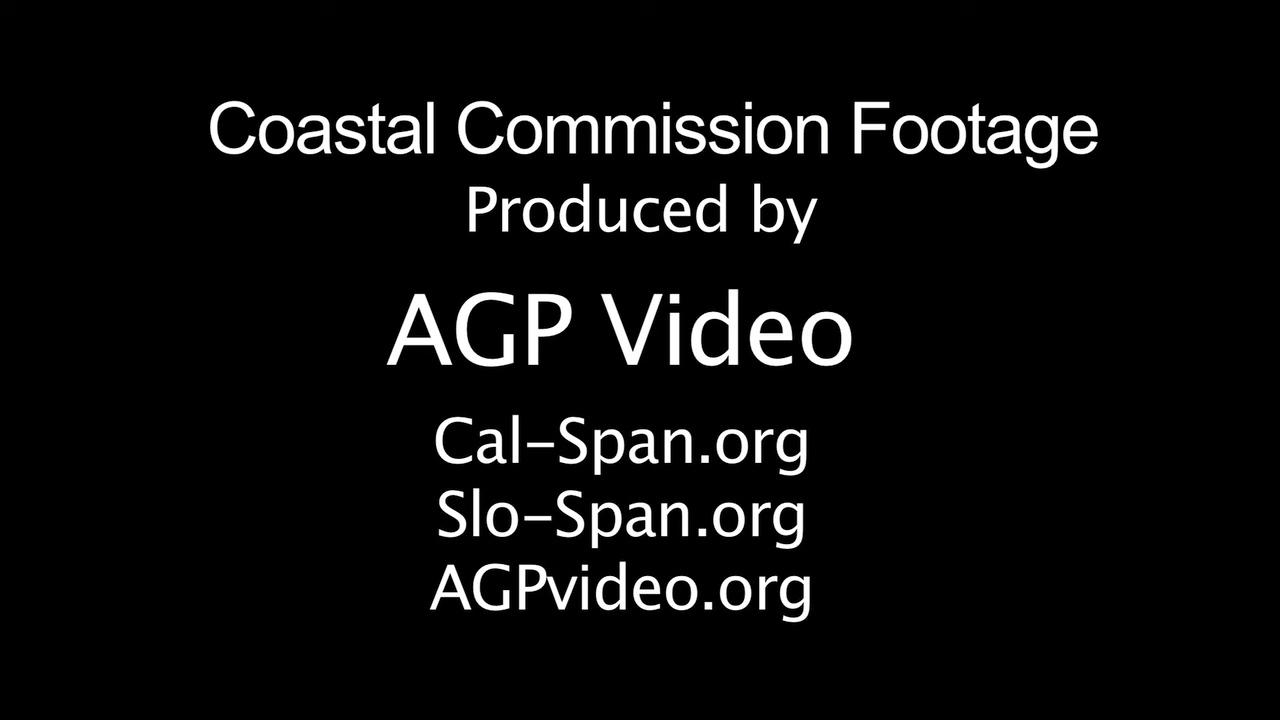 Coastal Commission Footage
Produced by
AGP Video
Cal-Span.org
Slo-Span.org
AGPvideo.org